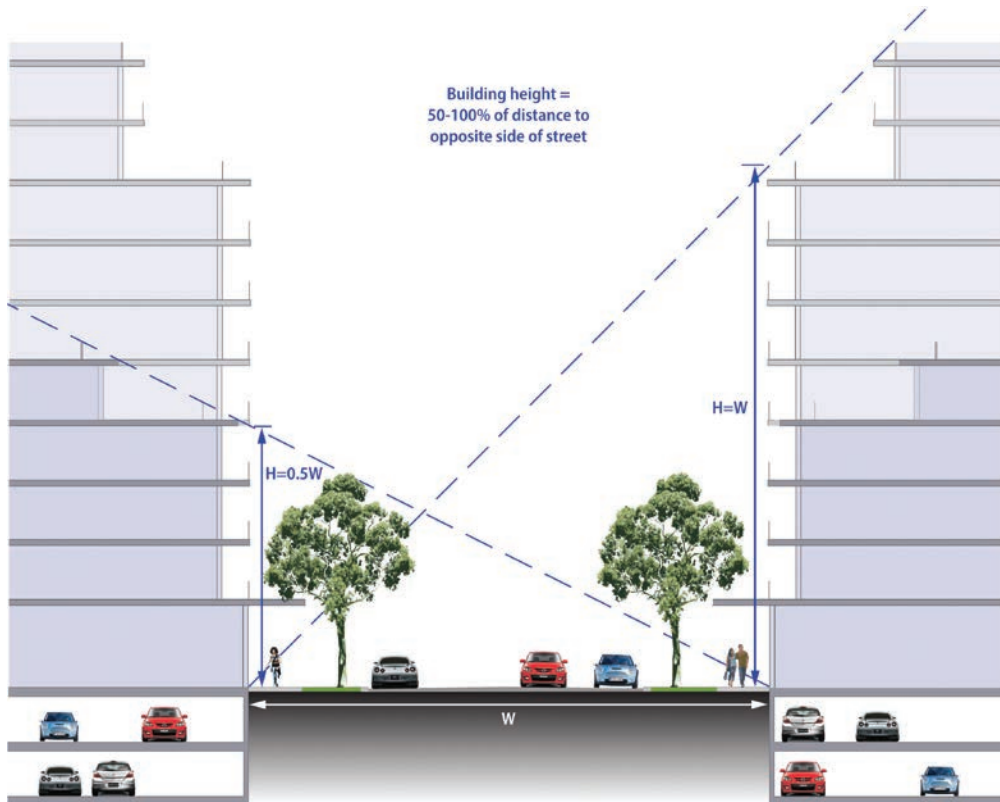 Building height =
50-100% of distance to
opposite side of street
H=W
H=0.5W
W